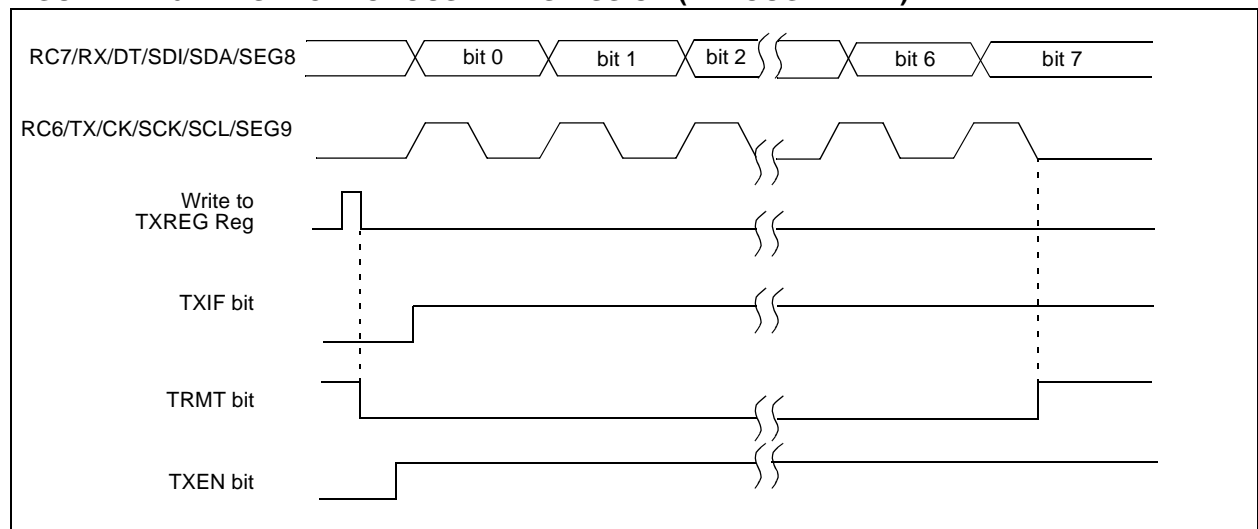 RC7/RX/DT/SDI/SDA/SEG8
bit 0
bit 1
bit 2
bit 6
bit 7
RC6/TX/CK/SCK/SCL/SEG9
Write to
TXREG Reg
TXIF bit
TRMT bit
TXEN bit